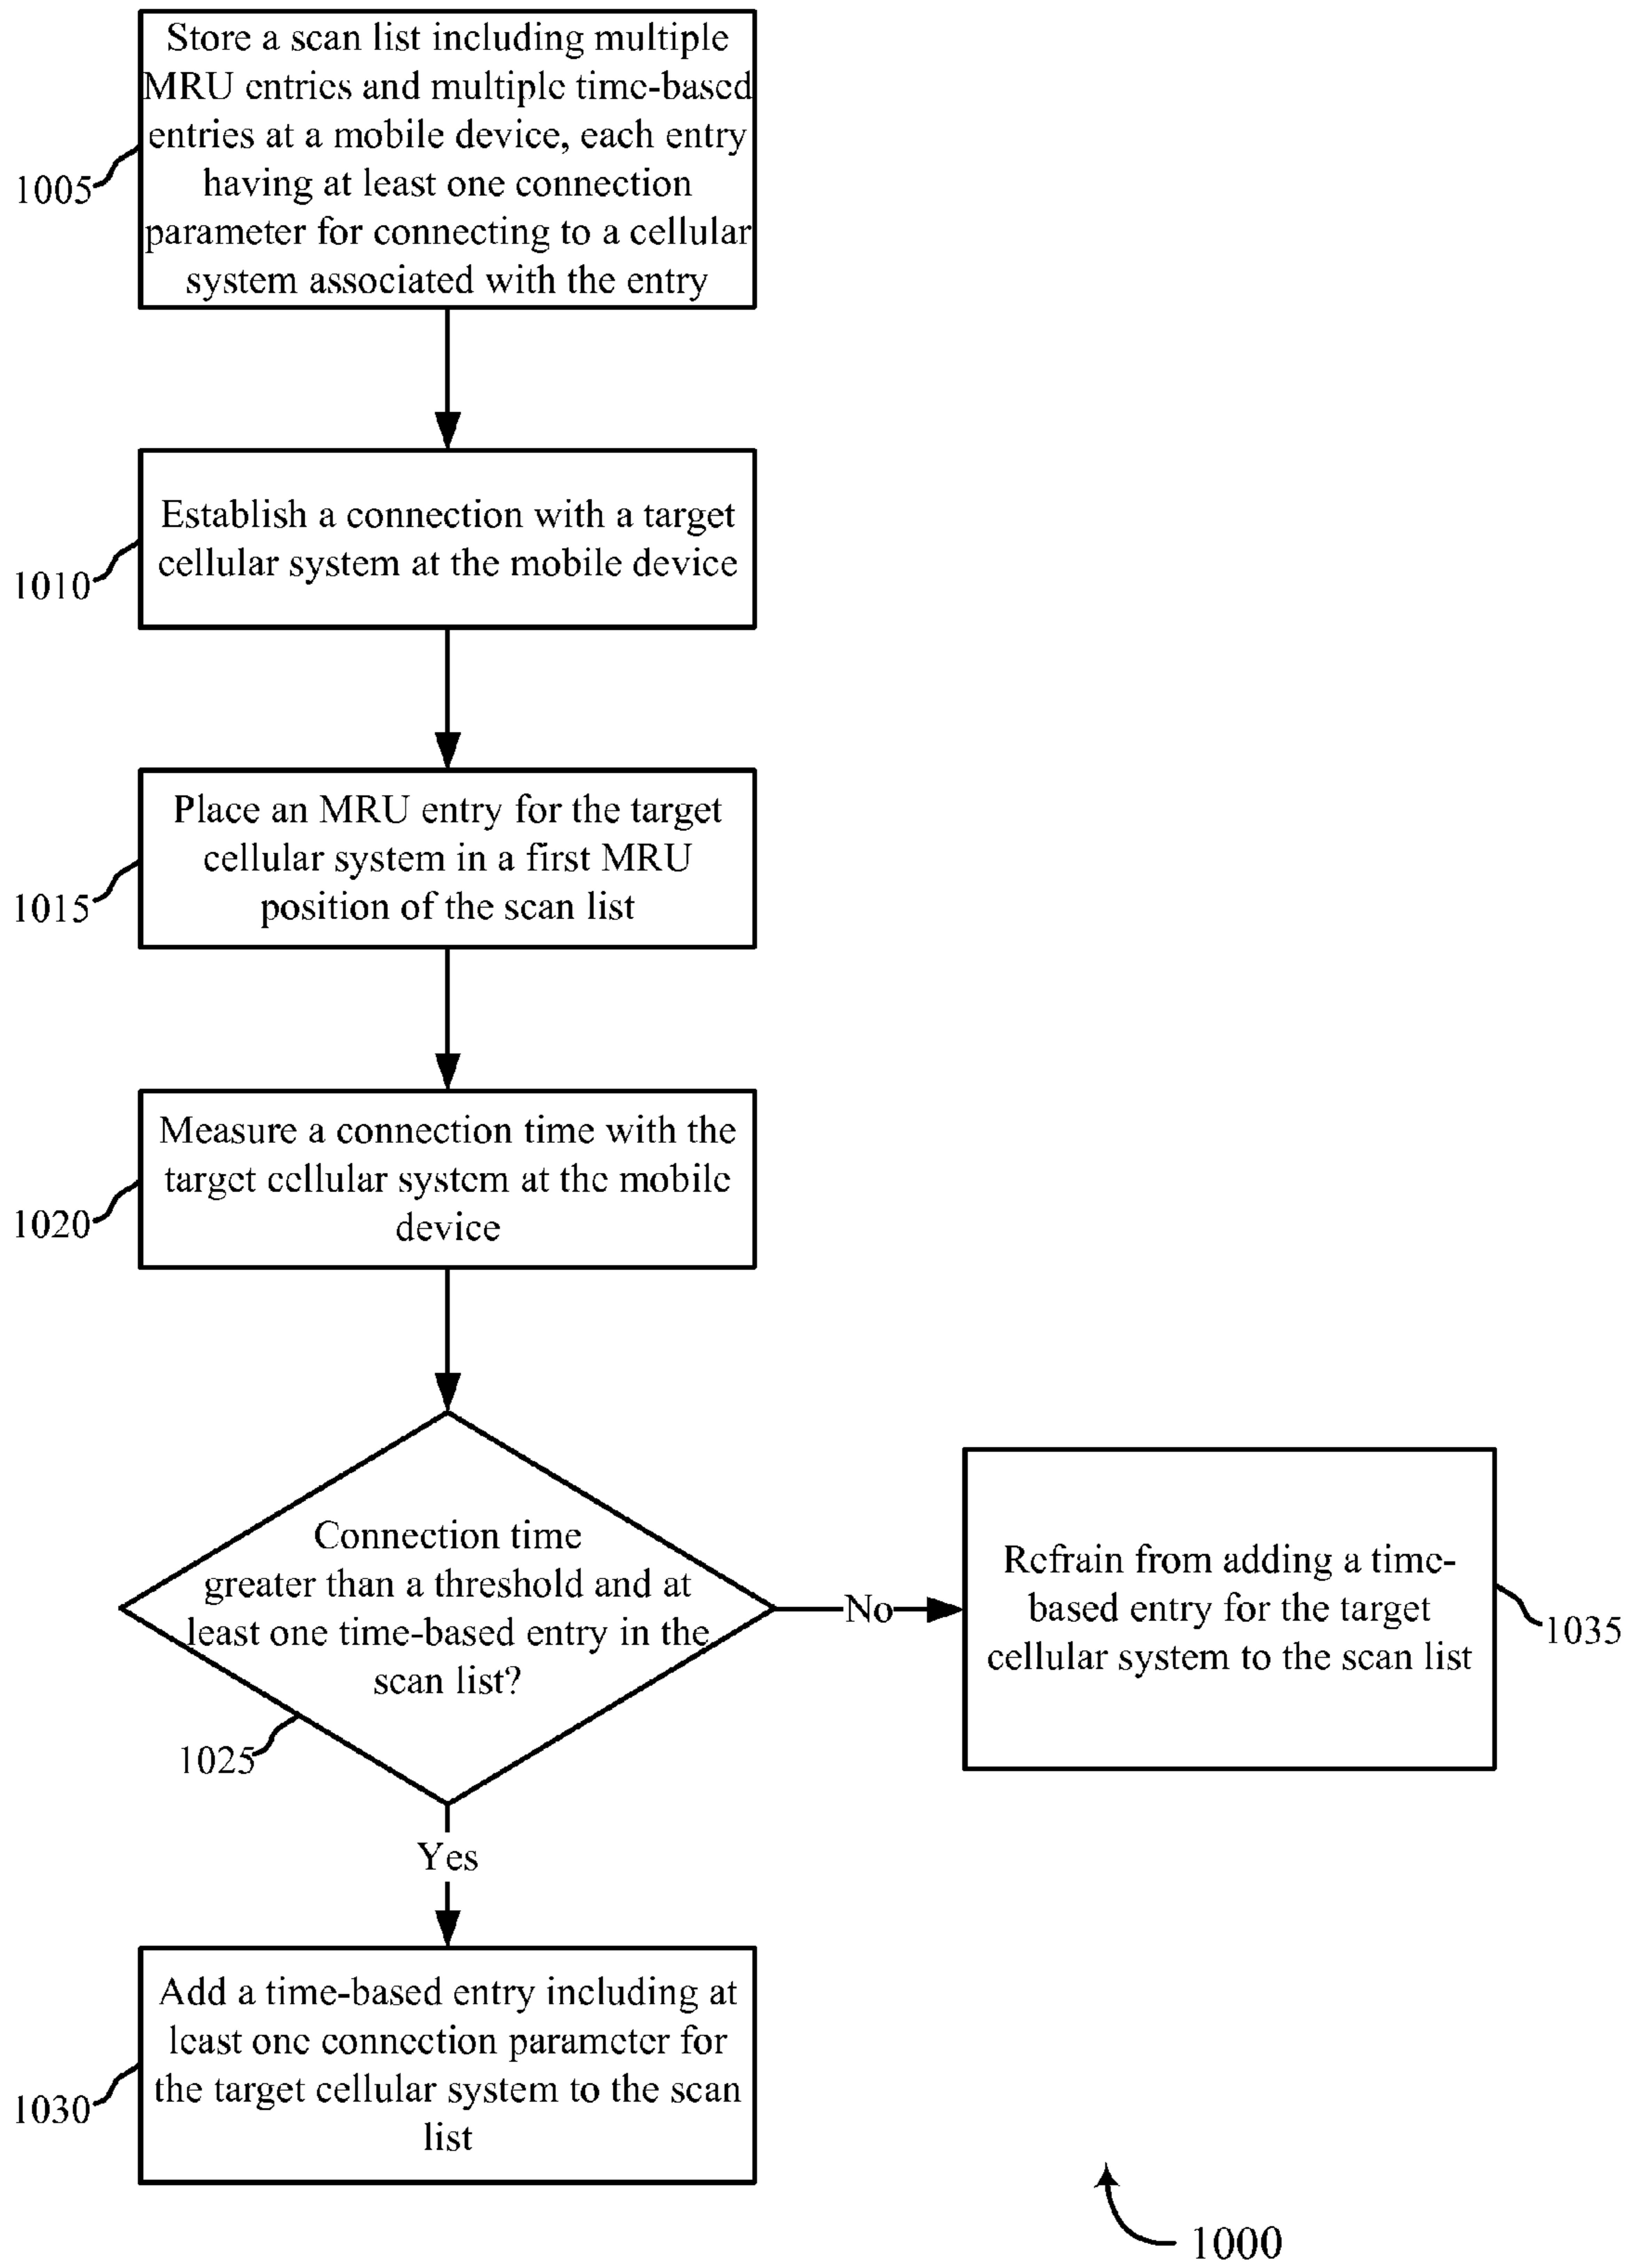 Store a scan list including multiple
MRU entries and multiple time-based
entries at a mobile device, each entry
having at least one connection
parameter for connecting to a cellular
system associated with the entry
1005
Establish a connection with a target
cellular system at the mobile device
1010
Place an MRU entry for the target
cellular system in a first MRU
position of the scan list
1015
Measure a connection time with the
target cellular system at the mobile
device
1020
Connection time
greater than a threshold and at
least one time-based entry in the
scan list?
1025
No
Refrain from adding a time-
based entry for the target
cellular system to the scan list
1035
Yes
Add a time-based entry including at
least one connection parameter for
the target cellular system to the scan
list
1030
1000